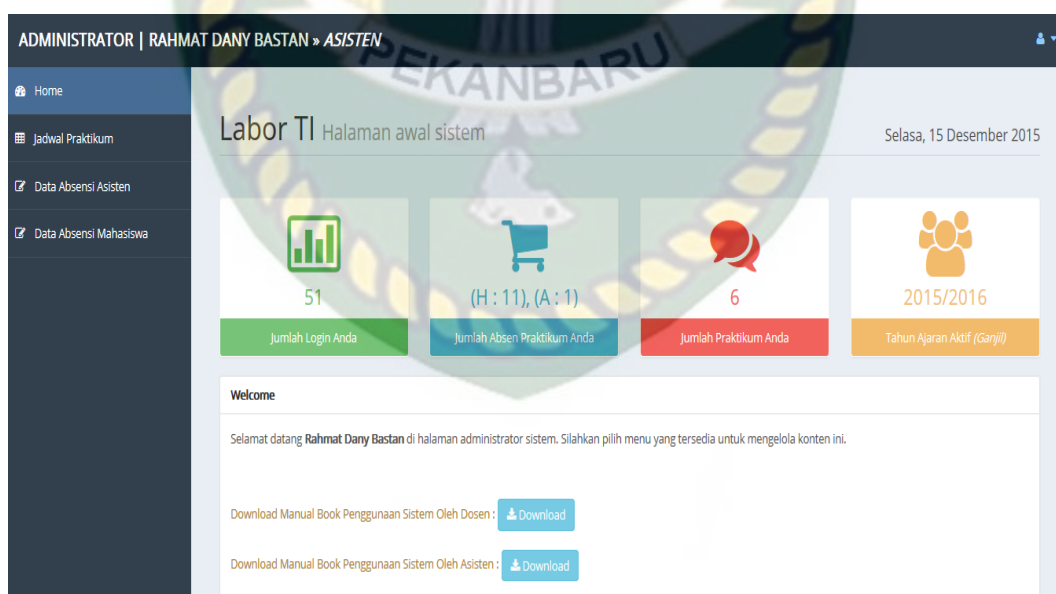 PEKANBARU
ADMINISTRATOR | RAHMAT DANY BASTAN » ASISTEN
Home
Jadwal Praktikum
Data Absensi Asisten
Data Absensi Mahasiswa
Labor TI Halaman awal sistem
Selasa, 15 Desember 2015
51
Jumlah Login Anda
(H : 11), (A : 1)
Jumlah Absen Praktikum Anda
6
Jumlah Praktikum Anda
2015/2016
Tahun Ajaran Aktif (Ganjil)
Welcome
Selamat datang Rahmat Dany Bastan di halaman administrator sistem. Silahkan pilih menu yang tersedia untuk mengelola konten ini.
Download Manual Book Penggunaan Sistem Oleh Dosen : Download
Download Manual Book Penggunaan Sistem Oleh Asisten : Download